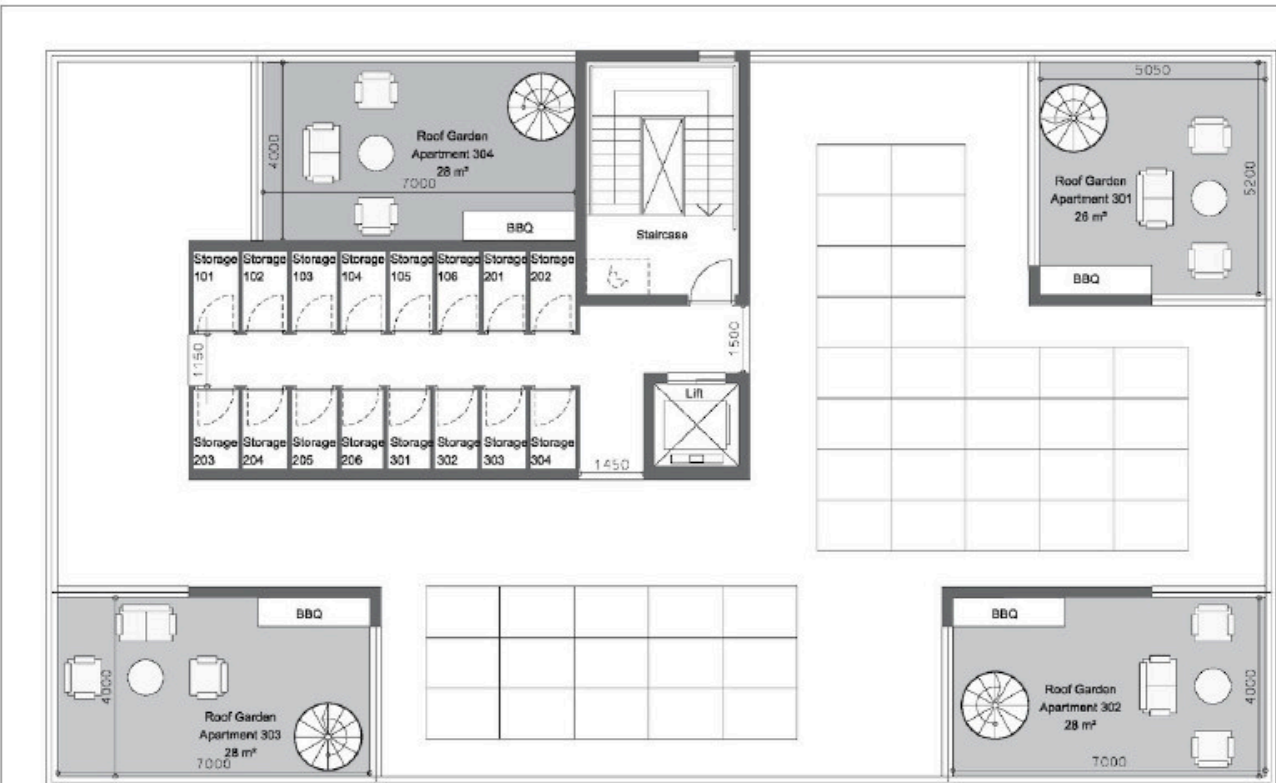 5050
4000
Roof Garden
Apartment 304
28 m²
7000
BBQ
Staircase
Roof Garden
Apartment 301
26 m²
5200
BBQ
Storage 101
Storage 102
Storage 103
Storage 104
Storage 105
Storage 106
Storage 201
Storage 202
1150
1500
Lift
Storage 203
Storage 204
Storage 205
Storage 206
Storage 301
Storage 302
Storage 303
Storage 304
1450
BBQ
4000
Roof Garden
Apartment 303
28 m²
7000
BBQ
Roof Garden
Apartment 302
28 m²
4000
7000